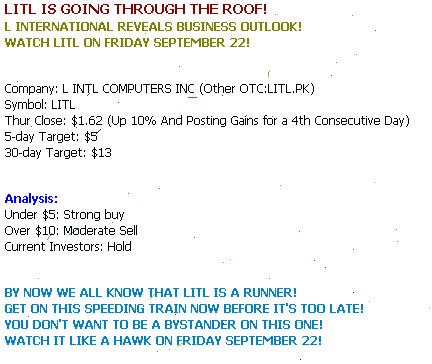 LITL IS GOING THROUGH THE ROOF!
L INTERNATIONAL REVEALS BUSINESS OUTLOOK!
WATCH LITL ON FRIDAY SEPTEMBER 22!
Company: L INTL COMPUTERS INC (Other OTC:LITL.PK)
Symbol: LITL
Thur Close: $1.62 (Up 10% And Posting Gains for a 4th Consecutive Day)
5-day Target: $5
30-day Target: $13
Analysis:
Under $5: Strong buy
Over $10: Moderate Sell
Current Investors: Hold
BY NOW WE ALL KNOW THAT LITL IS A RUNNER!
GET ON THIS SPEEDING TRAIN NOW BEFORE IT'S TOO LATE!
YOU DON'T WANT TO BE A BYSTANDER ON THIS ONE!
WATCH IT LIKE A HAWK ON FRIDAY SEPTEMBER 22!